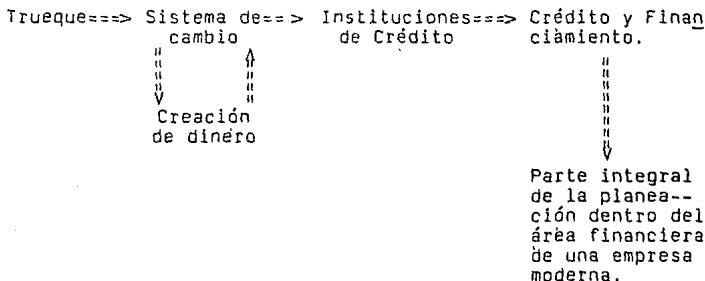 Trueque===> Sistema de==> Instituciones===> Crédito y Finan
cambio de Crédito ciamiento.
Creación
de dinero
Parte integral
de la planea--
ción dentro del
área financiera
de una empresa
moderna.